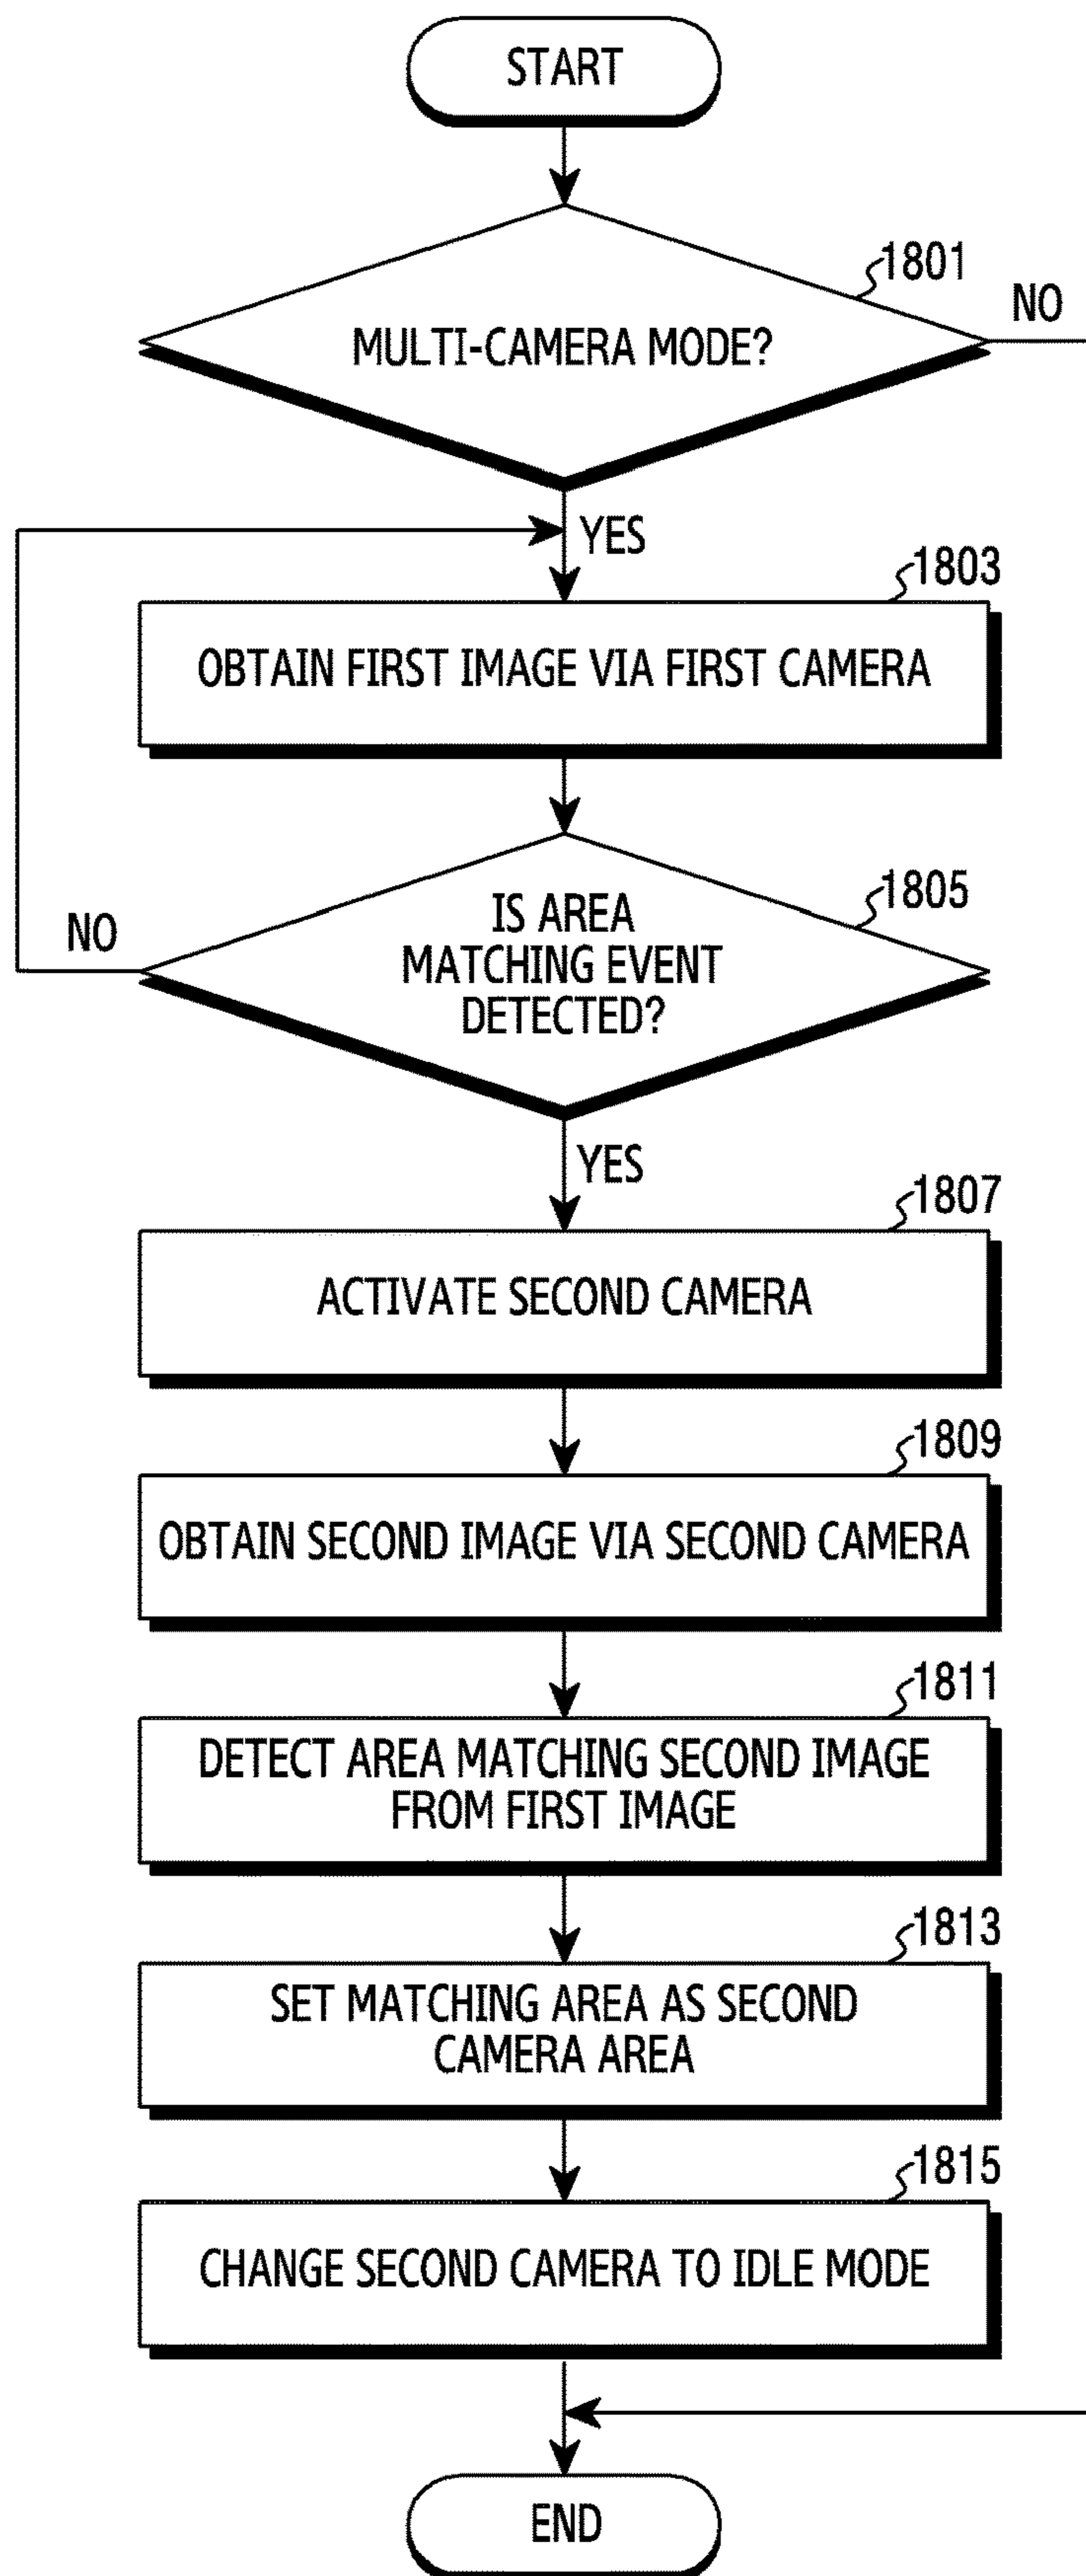 START
1801
NO
MULTI-CAMERA MODE?
YES
1803
OBTAIN FIRST IMAGE VIA FIRST CAMERA
1805
NO
IS AREA
MATCHING EVENT
DETECTED?
YES
1807
ACTIVATE SECOND CAMERA
1809
OBTAIN SECOND IMAGE VIA SECOND CAMERA
1811
DETECT AREA MATCHING SECOND IMAGE
FROM FIRST IMAGE
1813
SET MATCHING AREA AS SECOND
CAMERA AREA
1815
CHANGE SECOND CAMERA TO IDLE MODE
END